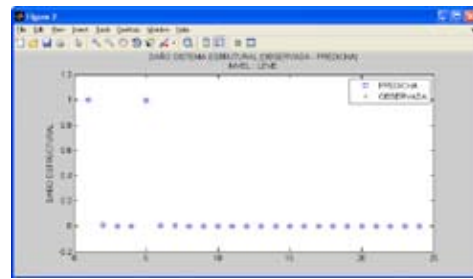 Figure 2
File Edit View Insert Tools Desktop Window Help
DAÑO SISTEMA ESTRUCTURAL (OBSERVADA - PREDICHA)
NIVEL : LEVE
PREDICHA
OBSERVADA
DAÑO ESTRUCTURAL
1.2
1
0.8
0.6
0.4
0.2
0
-0.2
0 5 10 15 20 25